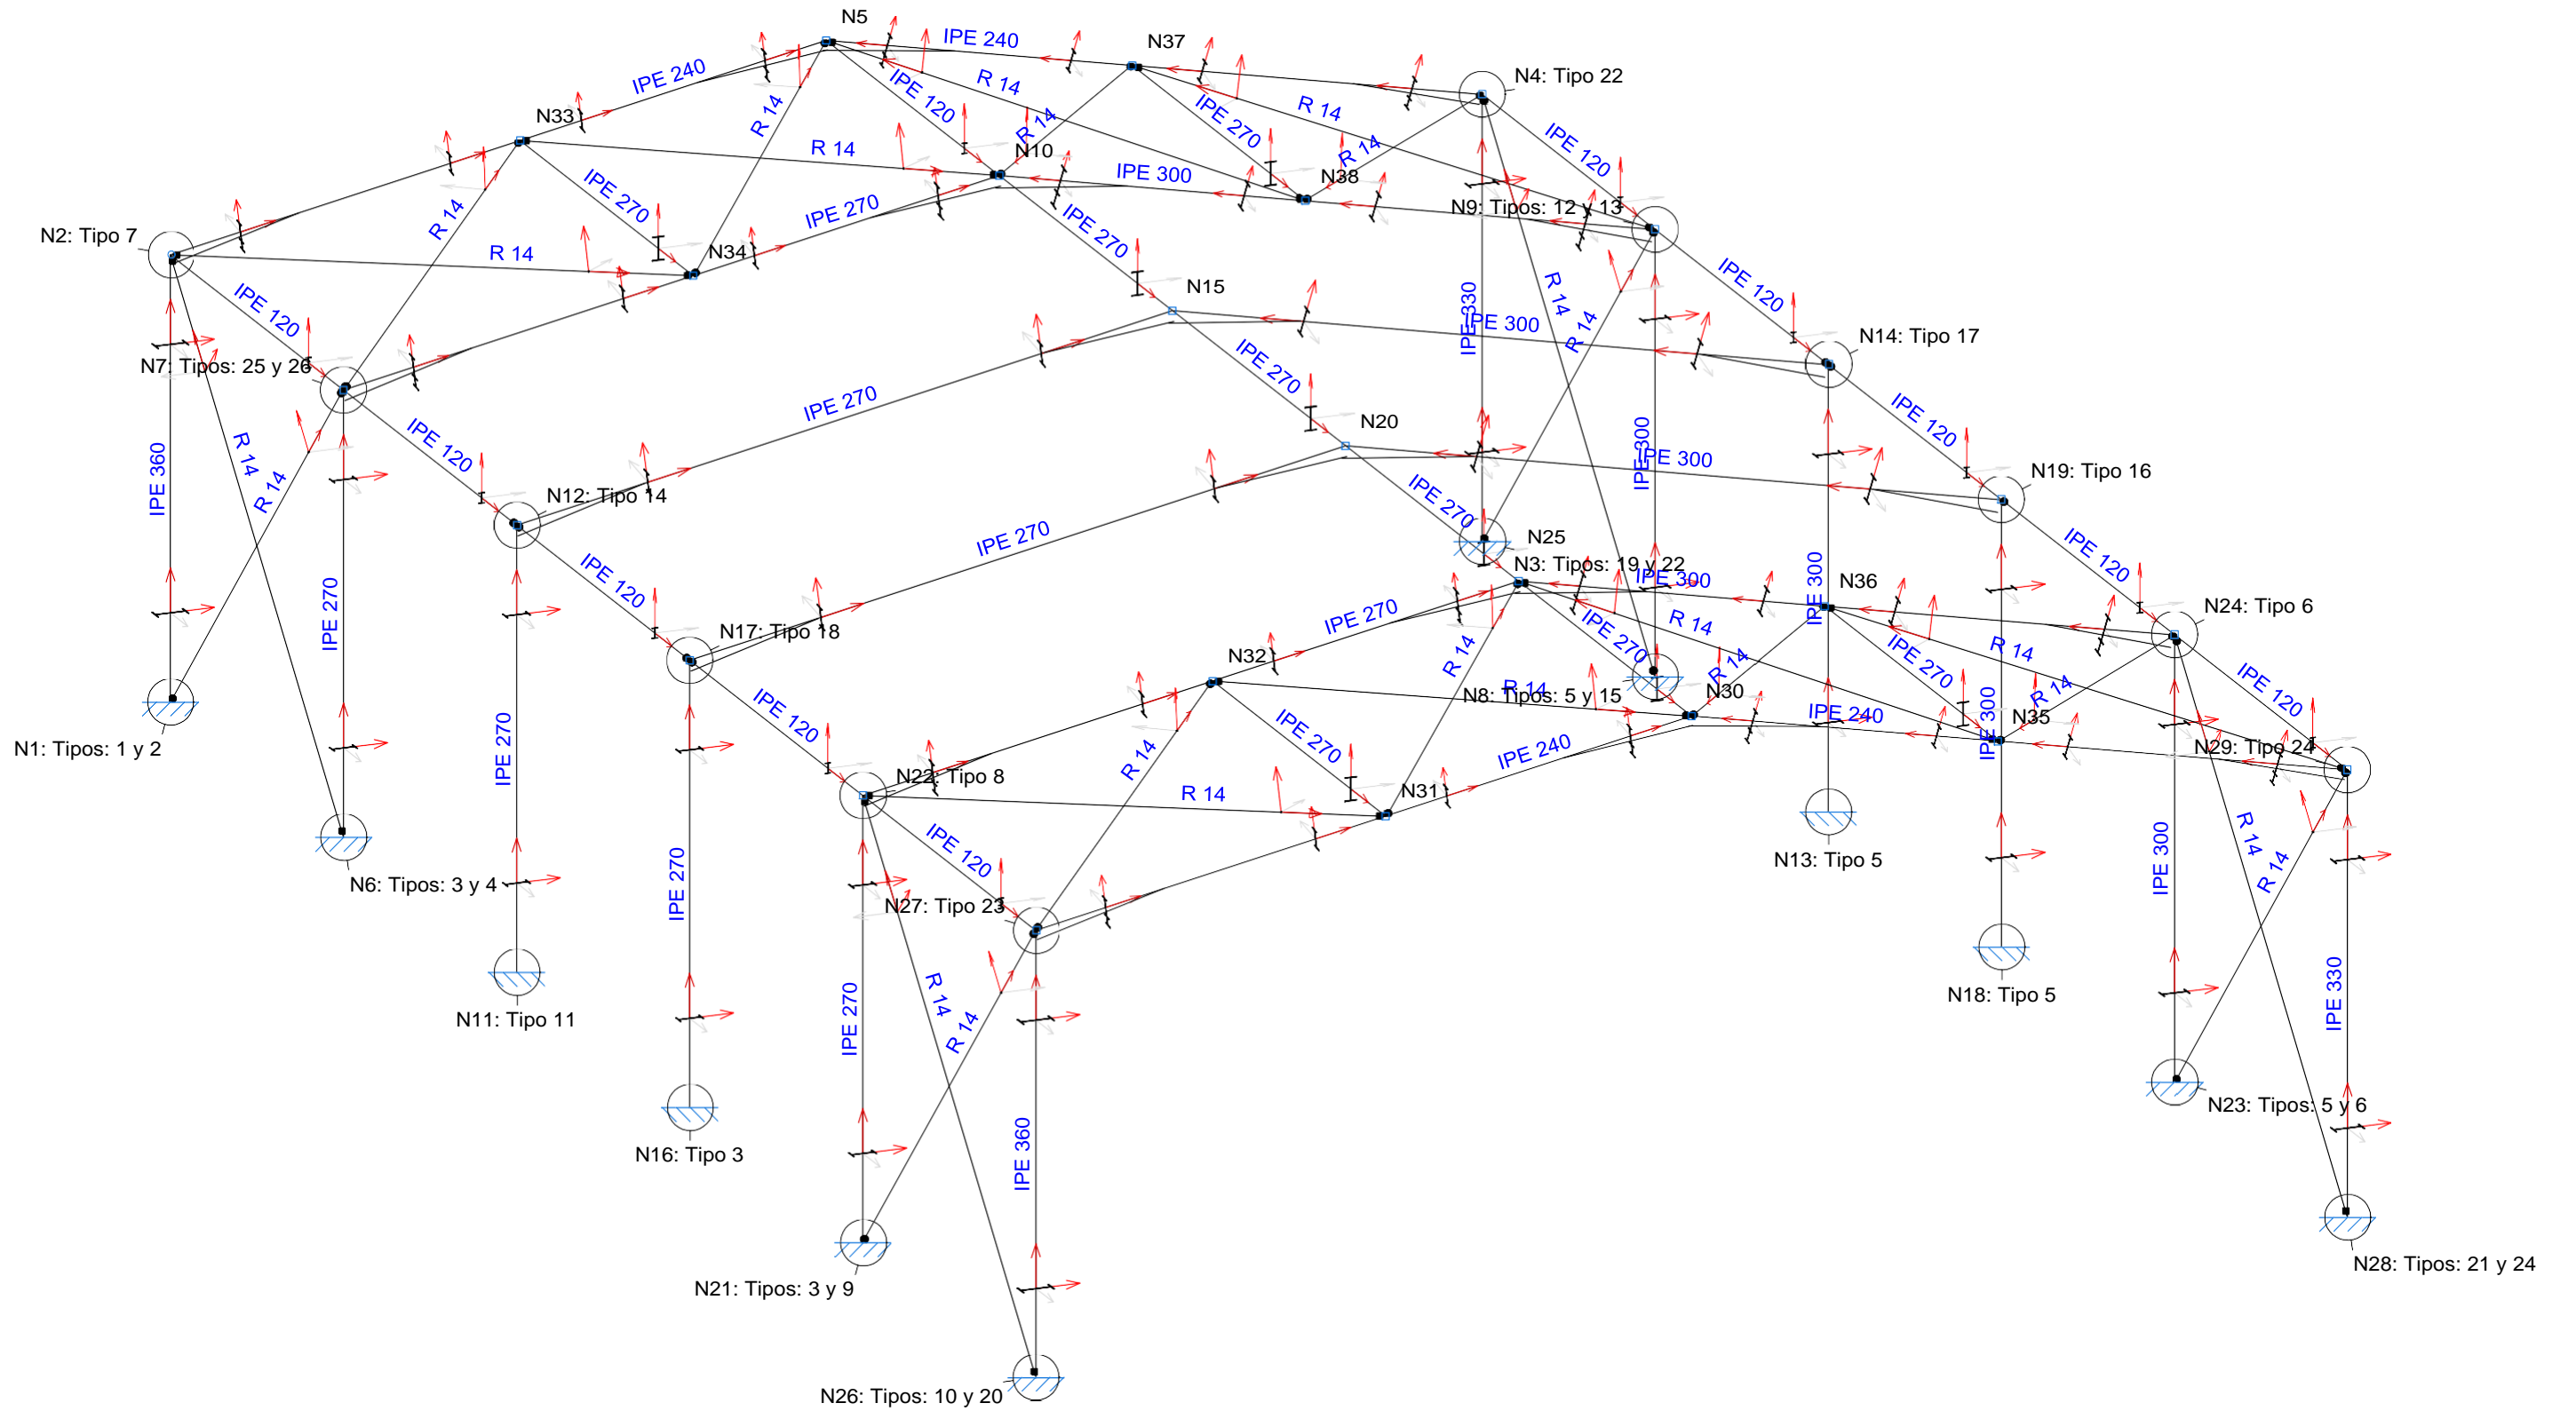 N5
IPE 240
N37
IPE 240
N4: Tipo 22
R 14
IPE 120
R 14
N33
R 14
IPE 270
R 14
R 14
IPE 120
R 14
N10
R 14
IPE 300
N38
IPE 270
IPE 270
N9: Tipos: 12 y 13
R 14
N2: Tipo 7
R 14
N34
IPE 270
IPE 120
N15
IPE 120
IPE 330
IPE 300
R 14
R 14
N14: Tipo 17
N7: Tipos: 25 y 26
IPE 270
IPE 270
IPE 120
N20
IPE 120
IPE 300
IPE 300
N19: Tipo 16
R 14
IPE 360
R 14
N12: Tipo 14
IPE 270
IPE 270
N25
IPE 120
N3: Tipos: 19 y 22
IPE 300
N36
IPE 120
IPE 300
N24: Tipo 6
IPE 270
IPE 270
R 14
IPE 270
R 14
N17: Tipo 18
N32
R 14
R 14
IPE 270
R 14
IPE 120
R 14
N8: Tipos: 5 y 15
N30
IPE 120
IPE 240
N35
IPE 300
IPE 270
IPE 240
N29: Tipo 24
N1: Tipos: 1 y 2
IPE 270
R 14
N22: Tipo 8
R 14
N31
IPE 120
N13: Tipo 5
IPE 300
R 14
R 14
N6: Tipos: 3 y 4
IPE 270
N27: Tipo 23
N11: Tipo 11
IPE 270
R 14
R 14
N18: Tipo 5
IPE 330
N23: Tipos: 5 y 6
N16: Tipo 3
IPE 360
N21: Tipos: 3 y 9
N28: Tipos: 21 y 24
N26: Tipos: 10 y 20